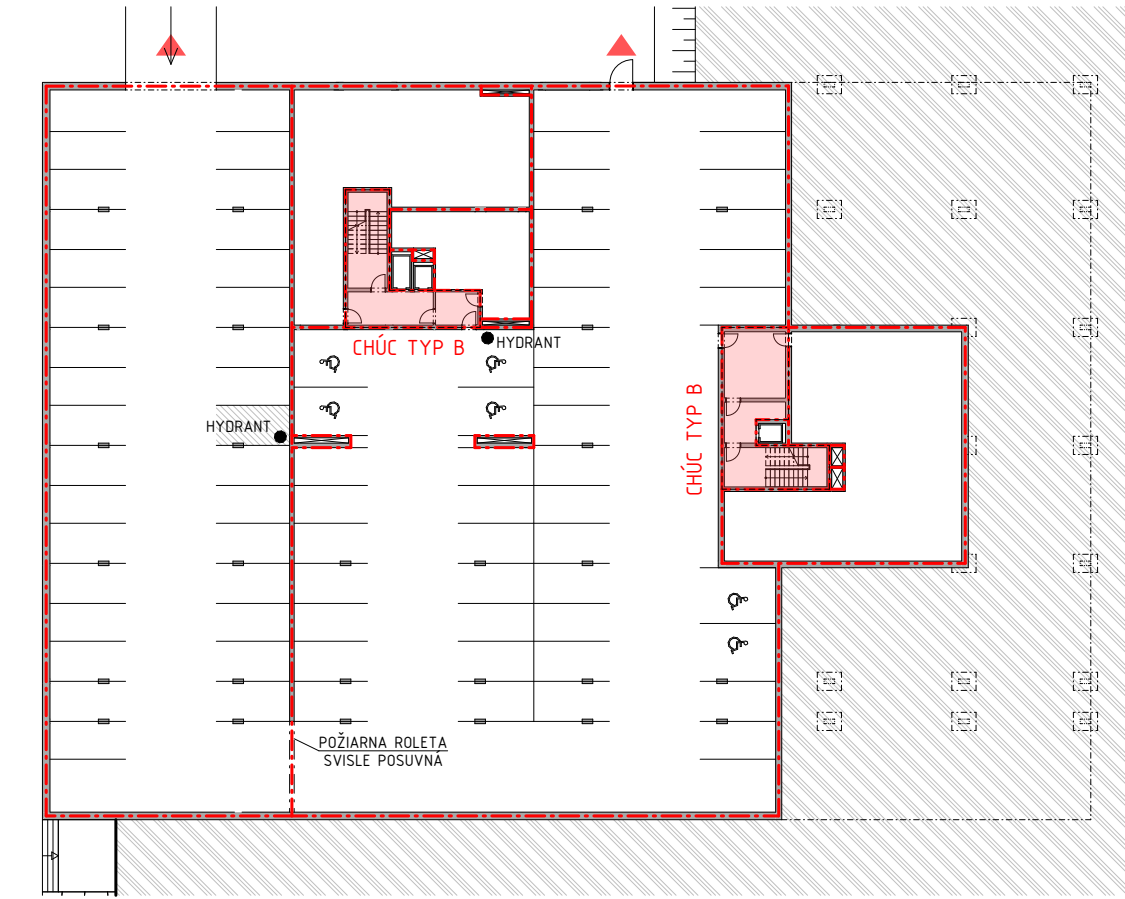 CHÚC TYP B
HYDRANT
HYDRANT
CHÚC TYP B
POŽIARNA ROLETA
SVISLE POSUVNÁ